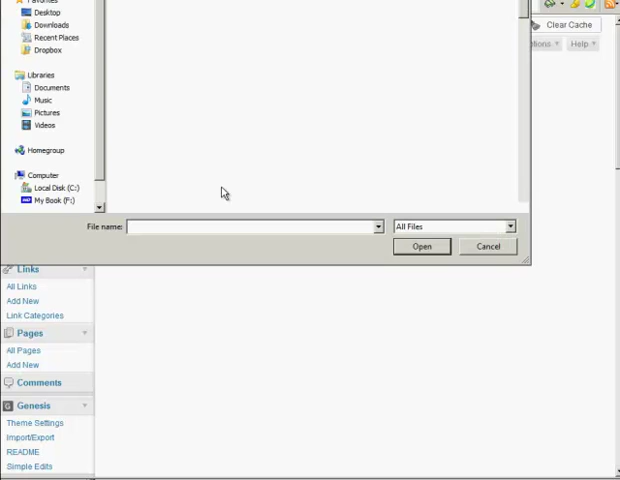 Desktop
Downloads
Recent Places
Dropbox
Libraries
Documents
Music
Pictures
Videos
Homegroup
Computer
Local Disk (C:)
My Book (F:)
File name:
All Files
Open
Cancel
Clear Cache
Help
Links
All Links
Add New
Link Categories
Pages
All Pages
Add New
Comments
Genesis
Theme Settings
Import/Export
README
Simple Edits